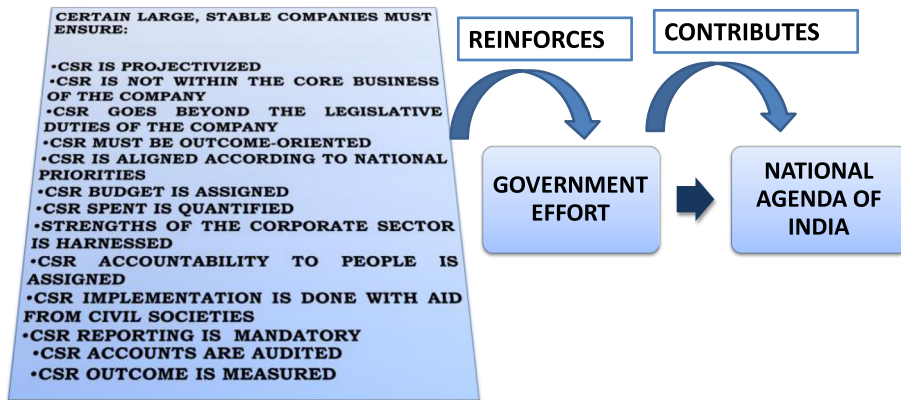 CERTAIN LARGE, STABLE COMPANIES MUST
ENSURE:
•CSR IS PROJECTIVIZED
•CSR IS NOT WITHIN THE CORE BUSINESS
OF THE COMPANY
•CSR GOES BEYOND THE LEGISLATIVE
DUTIES OF THE COMPANY
•CSR MUST BE OUTCOME-ORIENTED
•CSR IS ALIGNED ACCORDING TO NATIONAL
PRIORITIES
•CSR BUDGET IS ASSIGNED
•CSR SPENT IS QUANTIFIED
•STRENGTHS OF THE CORPORATE SECTOR
IS HARNESSED
•CSR ACCOUNTABILITY TO PEOPLE IS
ASSIGNED
•CSR IMPLEMENTATION IS DONE WITH AID
FROM CIVIL SOCIETIES
•CSR REPORTING IS MANDATORY
•CSR ACCOUNTS ARE AUDITED
•CSR OUTCOME IS MEASURED
REINFORCES
CONTRIBUTES
GOVERNMENT
EFFORT
NATIONAL
AGENDA OF
INDIA